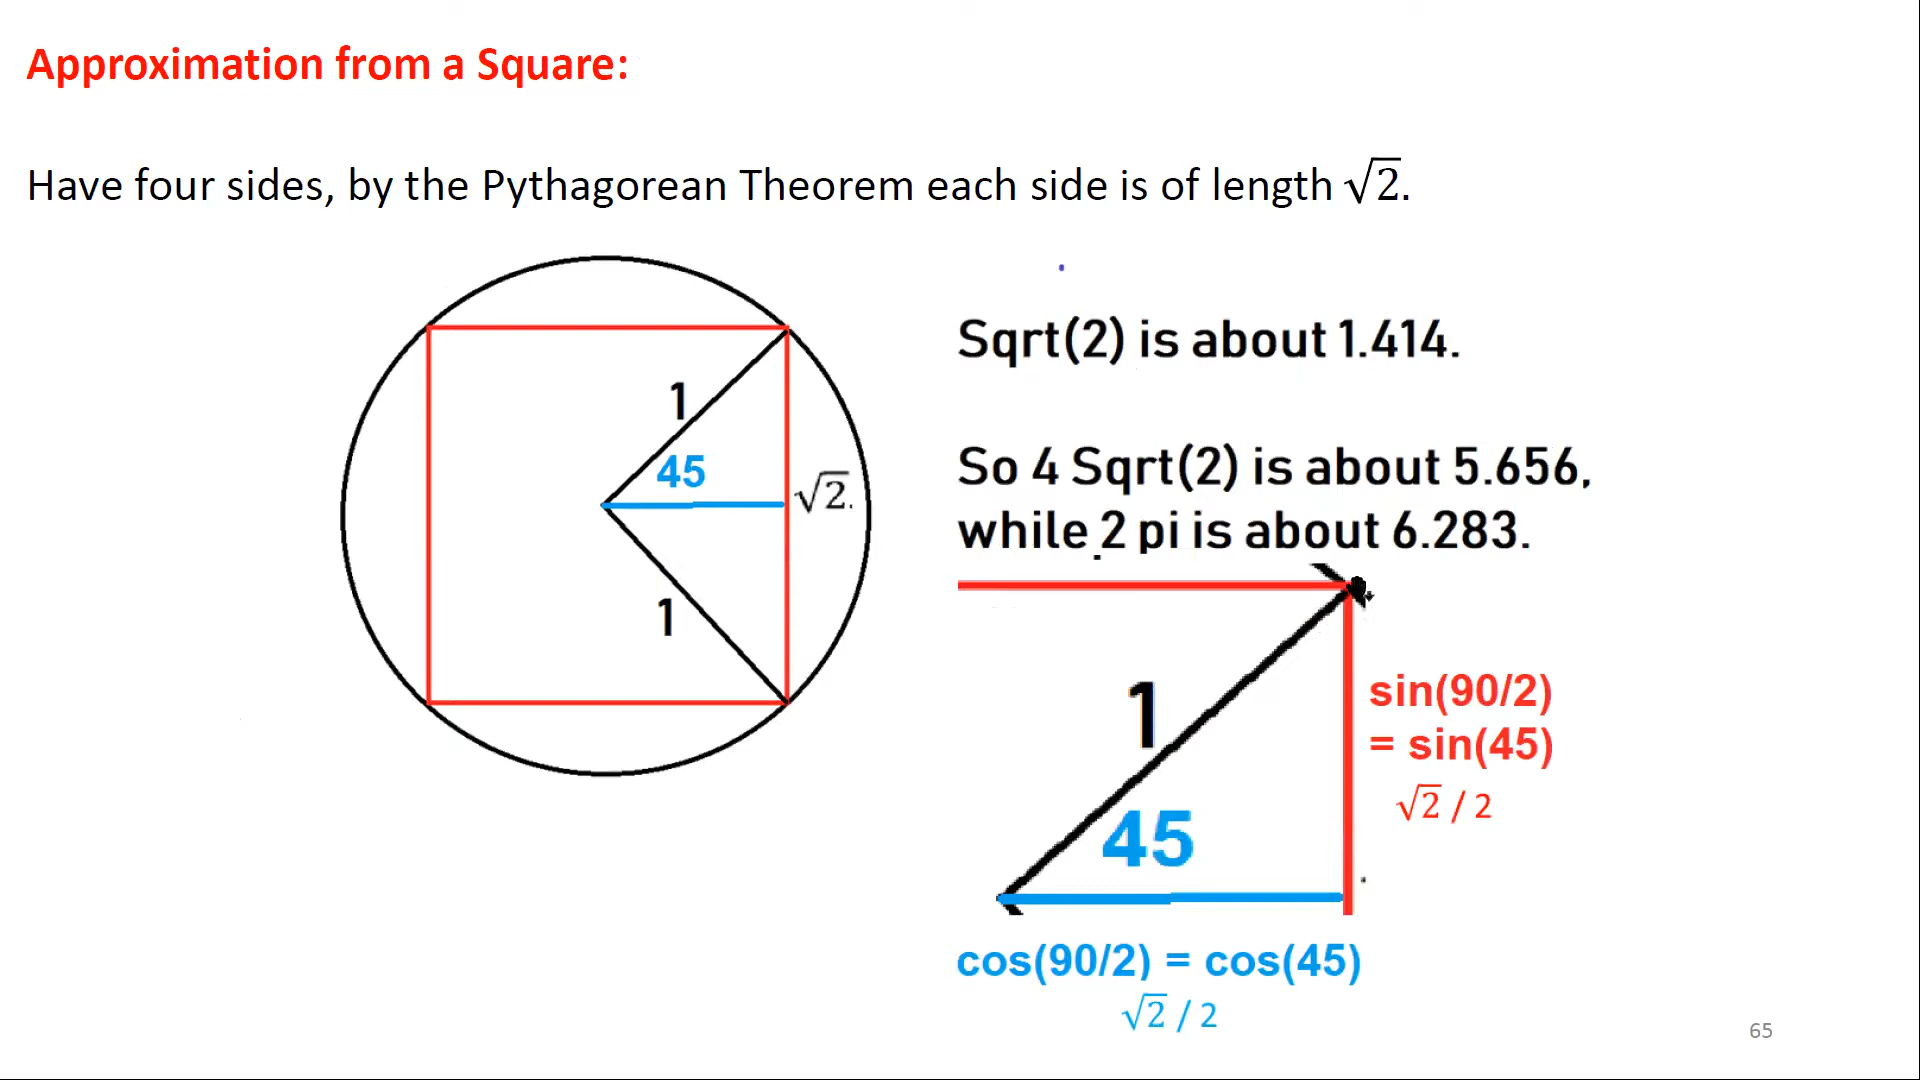 Approximation from a Square:
Have four sides, by the Pythagorean Theorem each side is of length √2.
1
45
√2.
1
Sqrt(2) is about 1.414.
So 4 Sqrt(2) is about 5.656,
while 2 pi is about 6.283.
1
45
sin(90/2)
= sin(45)
√2 / 2
cos(90/2) = cos(45)
√2 / 2
65